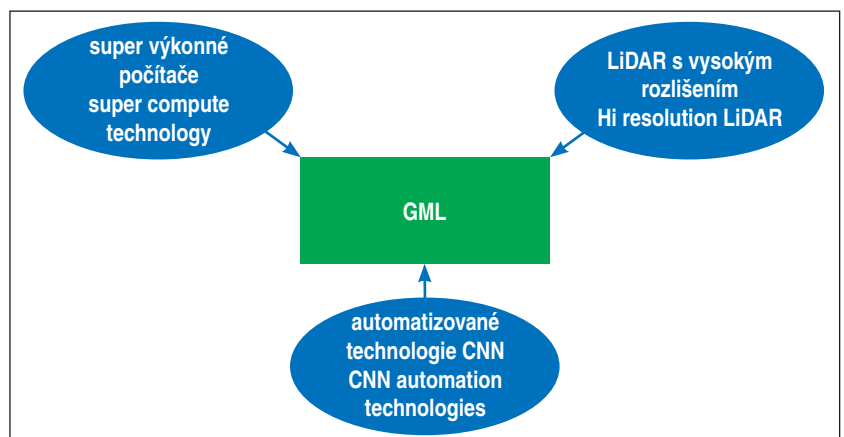 super výkonné
počítače
super compute
technology
LiDAR s vysokým
rozlišením
Hi resolution LiDAR
GML
automatizované
technologie CNN
CNN automation
technologies